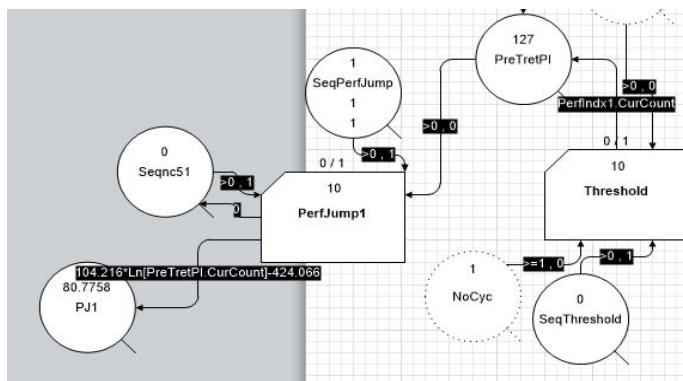 127
PreTretPI
1
SeqPerfJump
1
1
>0 , 0
PerfIndx1.CurCount
>0 , 0
0 / 1
>0 , 1
0 / 1
0
Seqnc51
>0 , 1
10
PerfJump1
0
10
Threshold
104.216*Ln[PreTretPI.CurCount]-424.066
80.7758
PJ1
1
NoCyc
>=1 , 0
>0 , 1
0
SeqThreshold